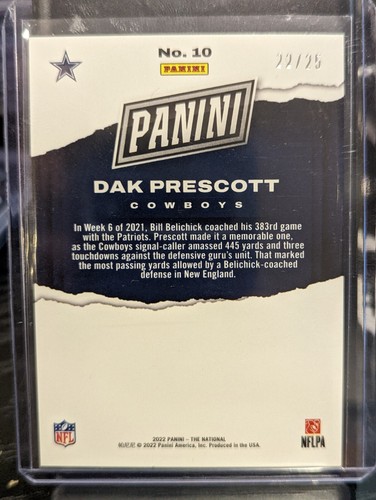 No. 10
PANINI
22/25
PANINI
DAK PRESCOTT
COWBOYS
In Week 6 of 2021, Bill Belichick coached his 383rd game
with the Patriots. Prescott made it a memorable one,
as the Cowboys signal-caller amassed 445 yards and three
touchdowns against the defensive guru's unit. That marked
the most passing yards allowed by a Belichick-coached
defense in New England.
NFL
2022 PANINI – THE NATIONAL
© 2022 Panini America, Inc. Produced in the USA.
NFLPA